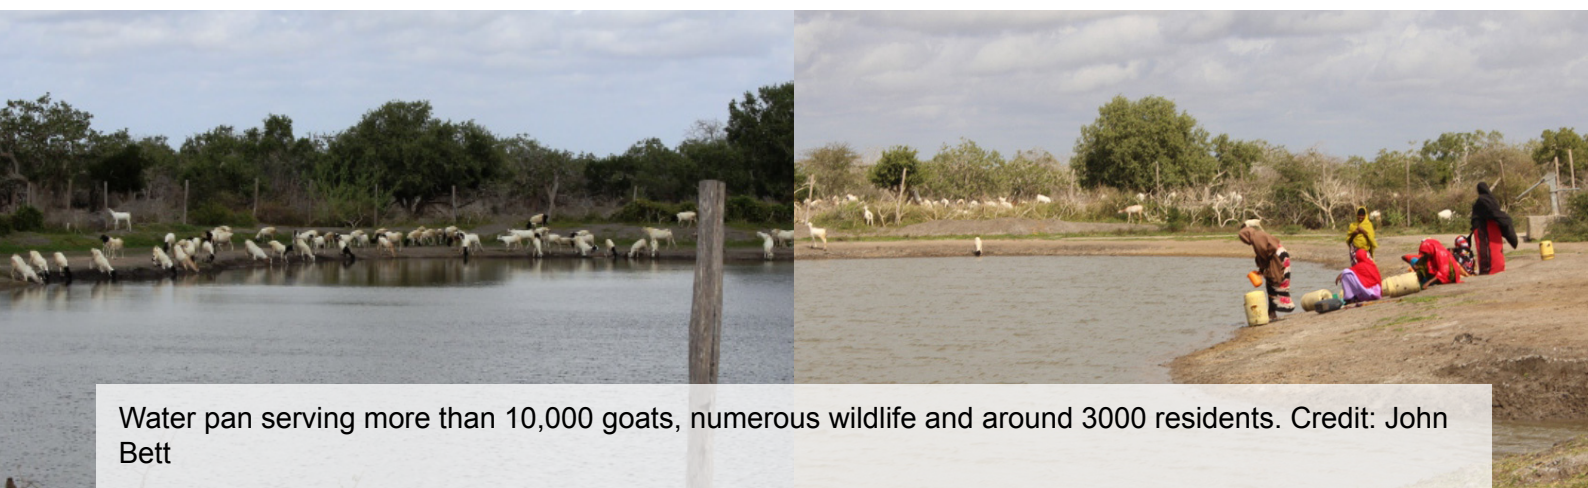 Water pan serving more than 10,000 goats, numerous wildlife and around 3000 residents. Credit: John
Bett